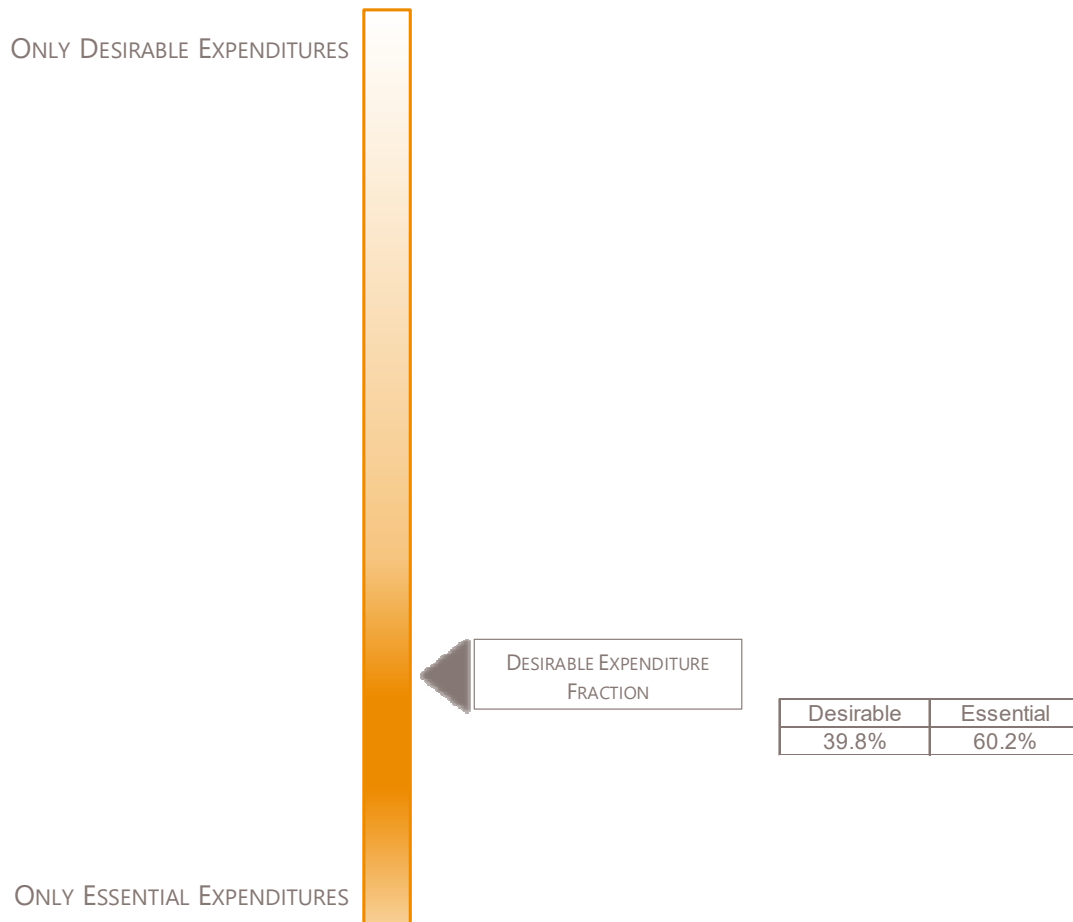 ONLY DESIRABLE EXPENDITURES
DESIRABLE EXPENDITURE
FRACTION
Desirable Essential
39.8% 60.2%
ONLY ESSENTIAL EXPENDITURES